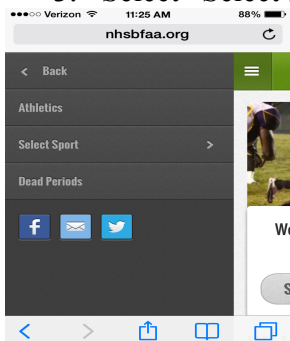 Verizon 11:25 AM 88%
nhsbfaa.org
< Back
Athletics
Select Sport >
Dead Periods
f
W
S